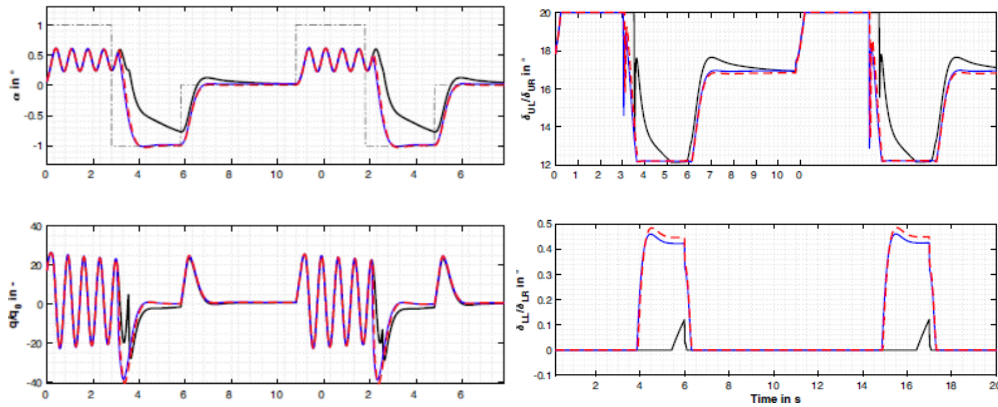 α in °
1
0.5
0
-0.5
-1
0 2 4 6 8 10 0 2 4 6
δUL/δUR in °
20
18
16
14
12
0 1 2 3 4 5 6 7 8 9 10 0
q/q0 in -
40
20
0
-20
-40
0 2 4 6 8 0 2 4 6
δLL/δLR in °
0.5
0.4
0.3
0.2
0.1
0
-0.1
2 4 6 8 10 12 14 16 18 20
Time in s